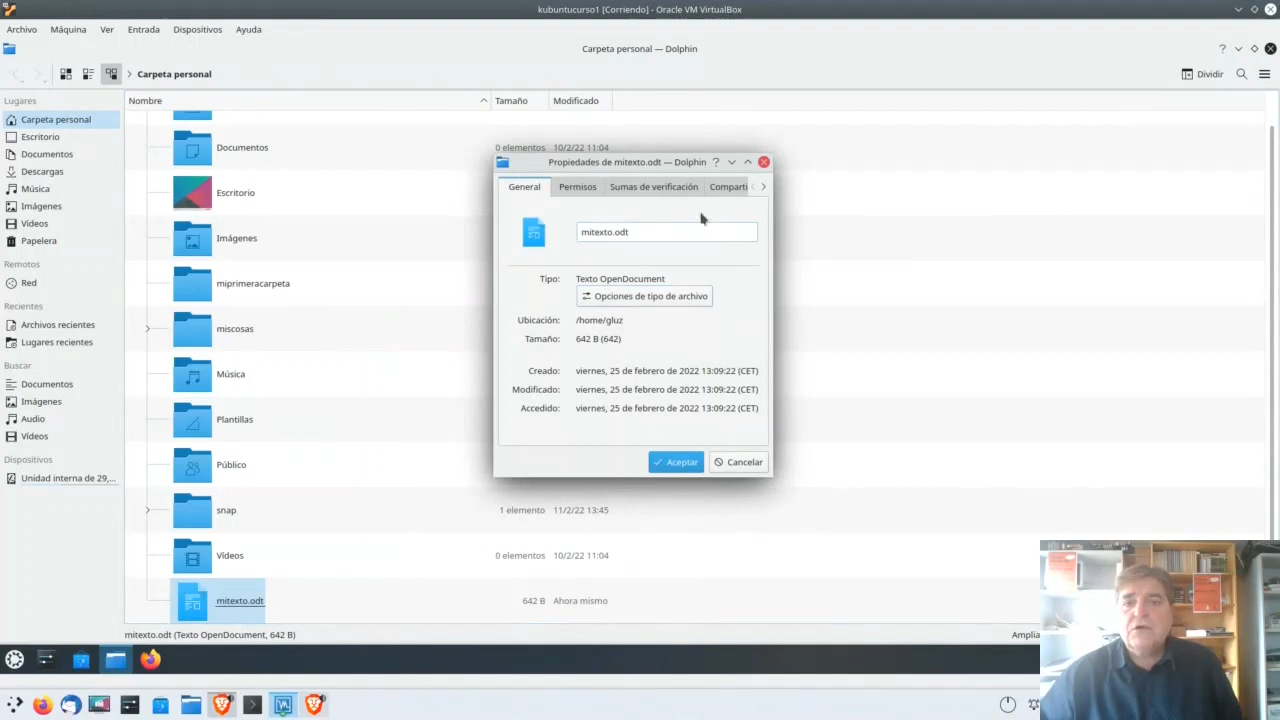 kubuntucurso1 [Corriendo] - Oracle VM VirtualBox
Archivo Máquina Ver Entrada Dispositivos Ayuda
Carpeta personal — Dolphin
Carpeta personal
Dividir
Lugares
Carpeta personal
Escritorio
Documentos
Descargas
Música
Imágenes
Vídeos
Papelera
Remotos
Red
Recientes
Archivos recientes
Lugares recientes
Buscar
Documentos
Imágenes
Audio
Vídeos
Dispositivos
Unidad interna de 29,...
Nombre Tamaño Modificado
Documentos 0 elementos 10/2/22 11:04
Escritorio
Imágenes
miprimeracarpeta
miscosas
Música
Plantillas
Público
snap 1 elemento 11/2/22 13:45
Vídeos 0 elementos 10/2/22 11:04
mitexto.odt 642 B Ahora mismo
Propiedades de mitexto.odt — Dolphin
General Permisos Sumas de verificación Comparti
mitexto.odt
Tipo: Texto OpenDocument
Opciones de tipo de archivo
Ubicación: /home/gluz
Tamaño: 642 B (642)
Creado: viernes, 25 de febrero de 2022 13:09:22 (CET)
Modificado: viernes, 25 de febrero de 2022 13:09:22 (CET)
Accedido: viernes, 25 de febrero de 2022 13:09:22 (CET)
Aceptar Cancelar
mitexto.odt (Texto OpenDocument, 642 B)
Amplia